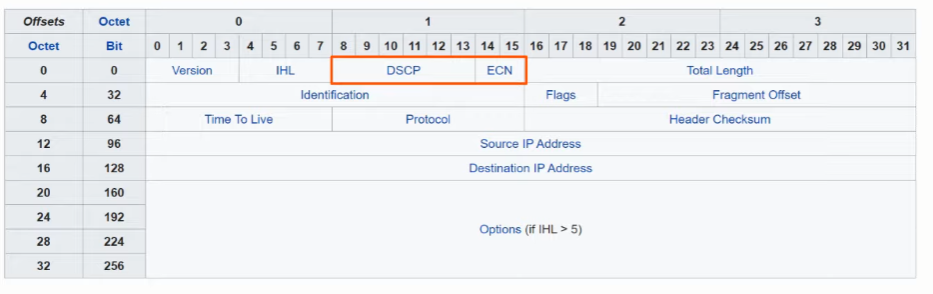 Offsets Octet 0 1 2 3
Octet Bit 0 1 2 3 4 5 6 7 8 9 10 11 12 13 14 15 16 17 18 19 20 21 22 23 24 25 26 27 28 29 30 31
0 0 Version IHL DSCP ECN Total Length
4 32 Identification Flags Fragment Offset
8 64 Time To Live Protocol Header Checksum
12 96 Source IP Address
16 128 Destination IP Address
20 160
24 192
Options (if IHL > 5)
28 224
32 256